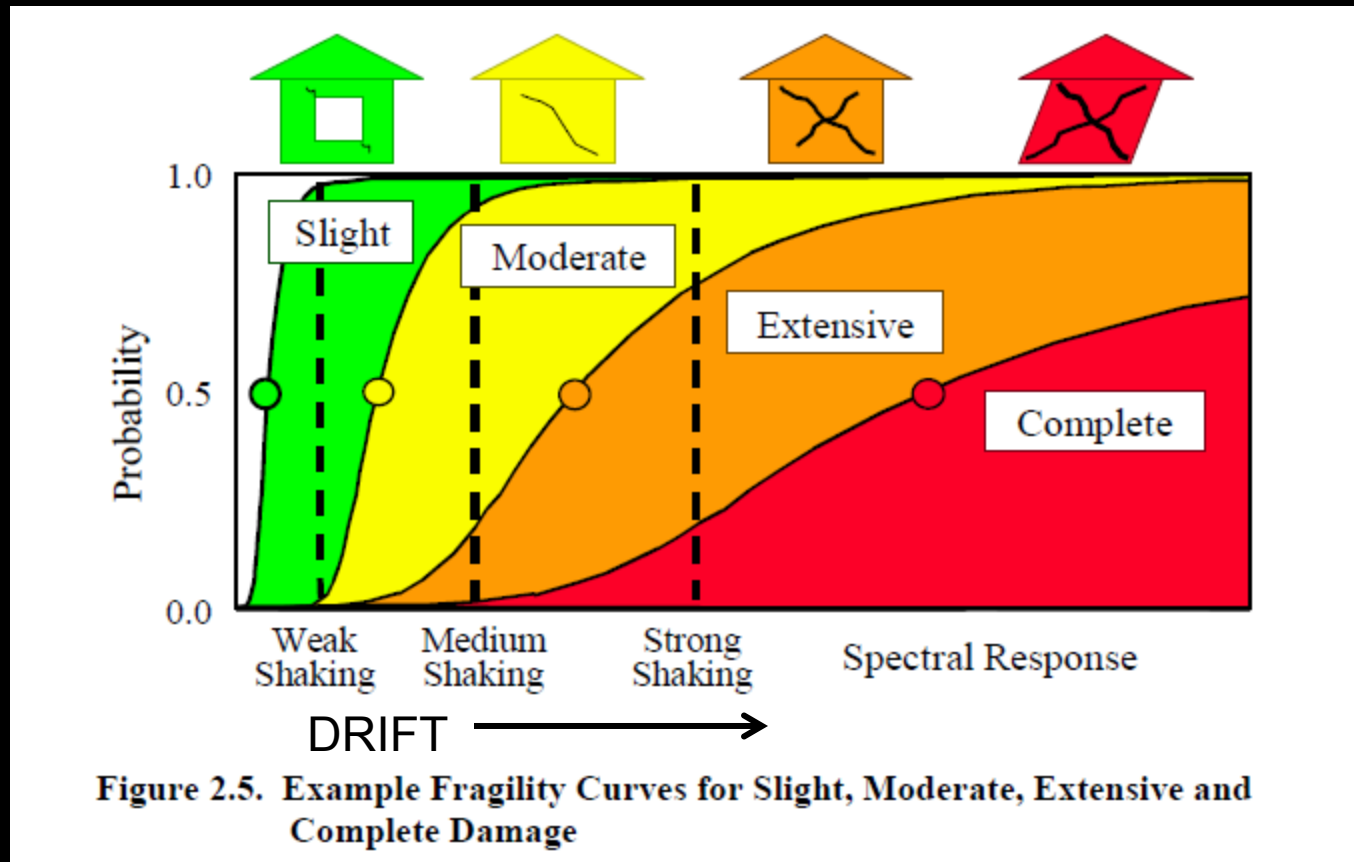 1.0
Slight
Moderate
Extensive
Probability
0.5
Complete
0.0
Weak
Shaking
Medium
Shaking
Strong
Shaking
Spectral Response
DRIFT
Figure 2.5. Example Fragility Curves for Slight, Moderate, Extensive and
Complete Damage